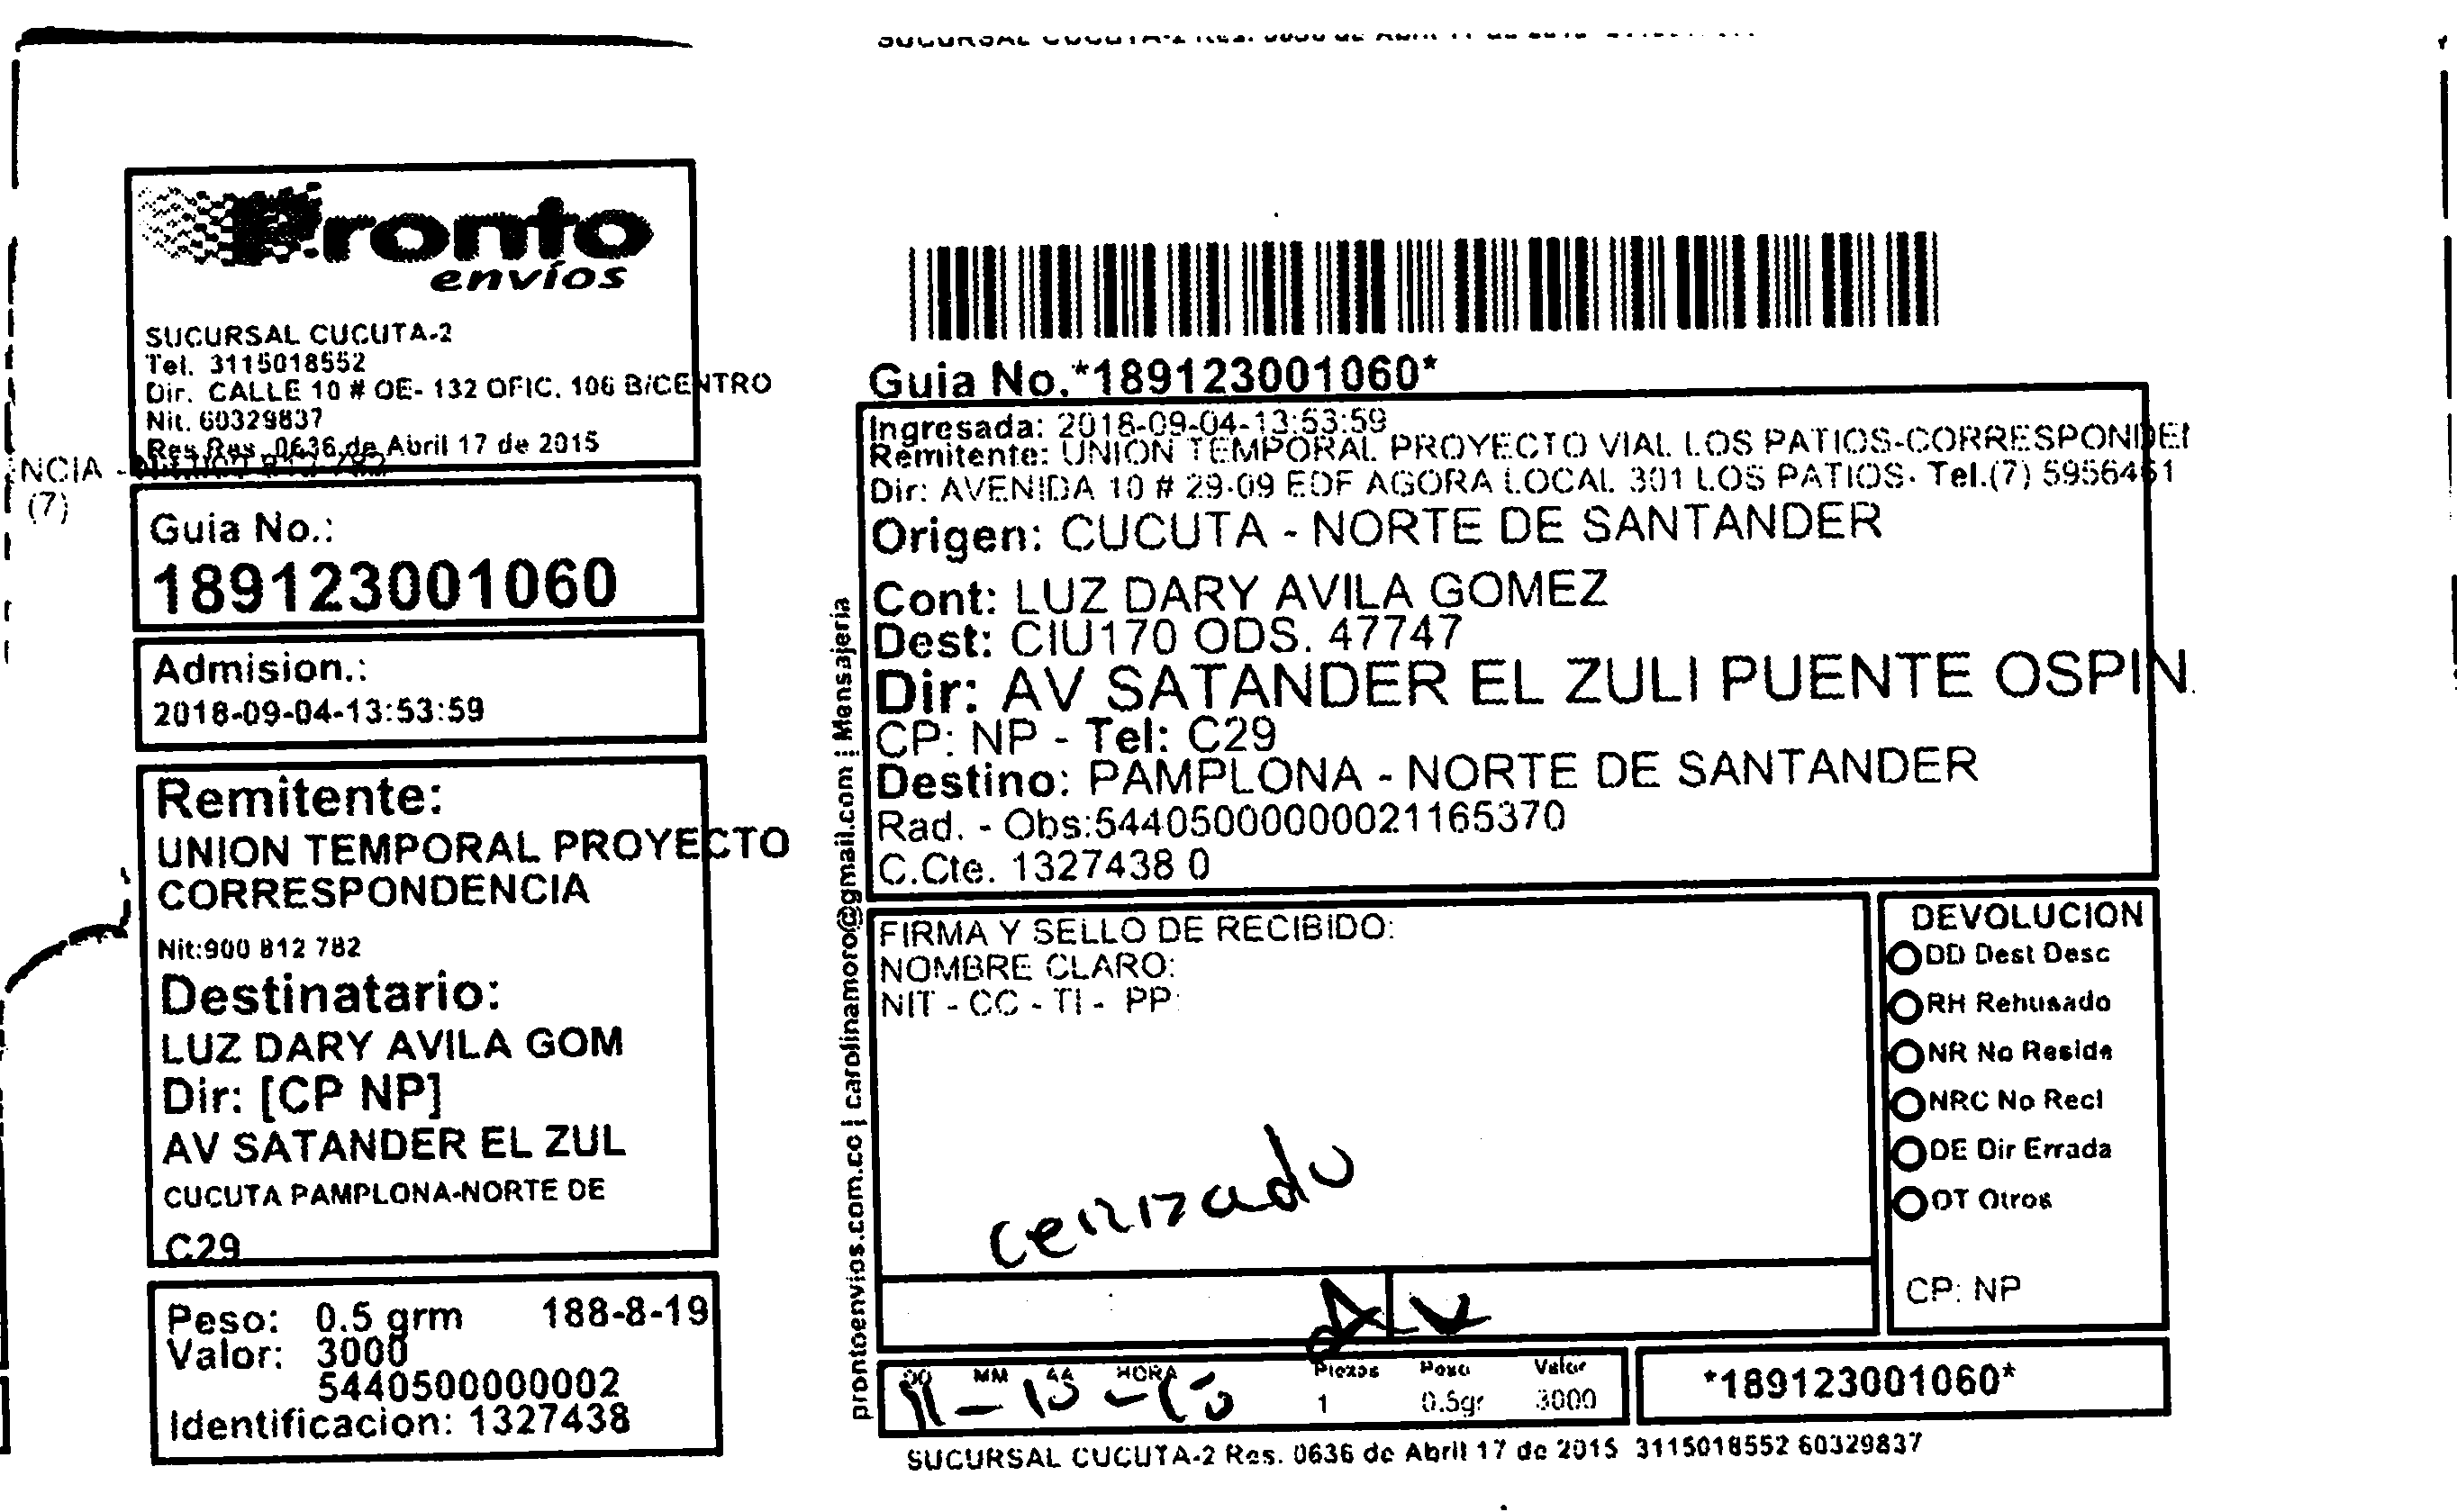 Pronto
envíos
SUCURSAL CUCUTA-2
Tel. 3115018552
Dir. CALLE 10 # OE- 132 OFIC. 106 B/CENTRO
Nit. 60329837
Res Res. 0636 de Abril 17 de 2015
NCIA -
(7)
Guia No.:
189123001060
Admision.:
2018-09-04-13:53:59
Remitente:
UNION TEMPORAL PROYECTO
CORRESPONDENCIA
Nit:900 812 782
Destinatario:
LUZ DARY AVILA GOM
Dir: [CP NP]
AV SATANDER EL ZUL
CUCUTA PAMPLONA-NORTE DE
C29
Peso: 0.5 grm 188-8-19
Valor: 3000
5440500000002
Identificacion: 1327438
prontoenvios.com.co | carolinamoro@gmail.com | Mensajeria
Guia No.*189123001060*
Ingresada: 2018-09-04-13:53:59
Remitente: UNION TEMPORAL PROYECTO VIAL LOS PATIOS-CORRESPONDEN
Dir: AVENIDA 10 # 29-09 EDF AGORA LOCAL 301 LOS PATIOS- Tel.(7) 5956461
Origen: CUCUTA - NORTE DE SANTANDER
Cont: LUZ DARY AVILA GOMEZ
Dest: CIU170 ODS. 47747
Dir: AV SATANDER EL ZULI PUENTE OSPIN
CP: NP - Tel: C29
Destino: PAMPLONA - NORTE DE SANTANDER
Rad. - Obs:544050000000021165370
C.Cte. 1327438 0
FIRMA Y SELLO DE RECIBIDO:
NOMBRE CLARO:
NIT - CC - TI - PP:
cerrado
DEVOLUCION
DD Dest Desc
RH Rehusado
NR No Reside
NRC No Recl
DE Dir Errada
OT Otros
CP: NP
DD MM AA HORA Piezas Peso Valor
1 0.5gr 3000
*189123001060*
SUCURSAL CUCUTA-2 Res. 0636 de Abril 17 de 2015 3115018552 60329837